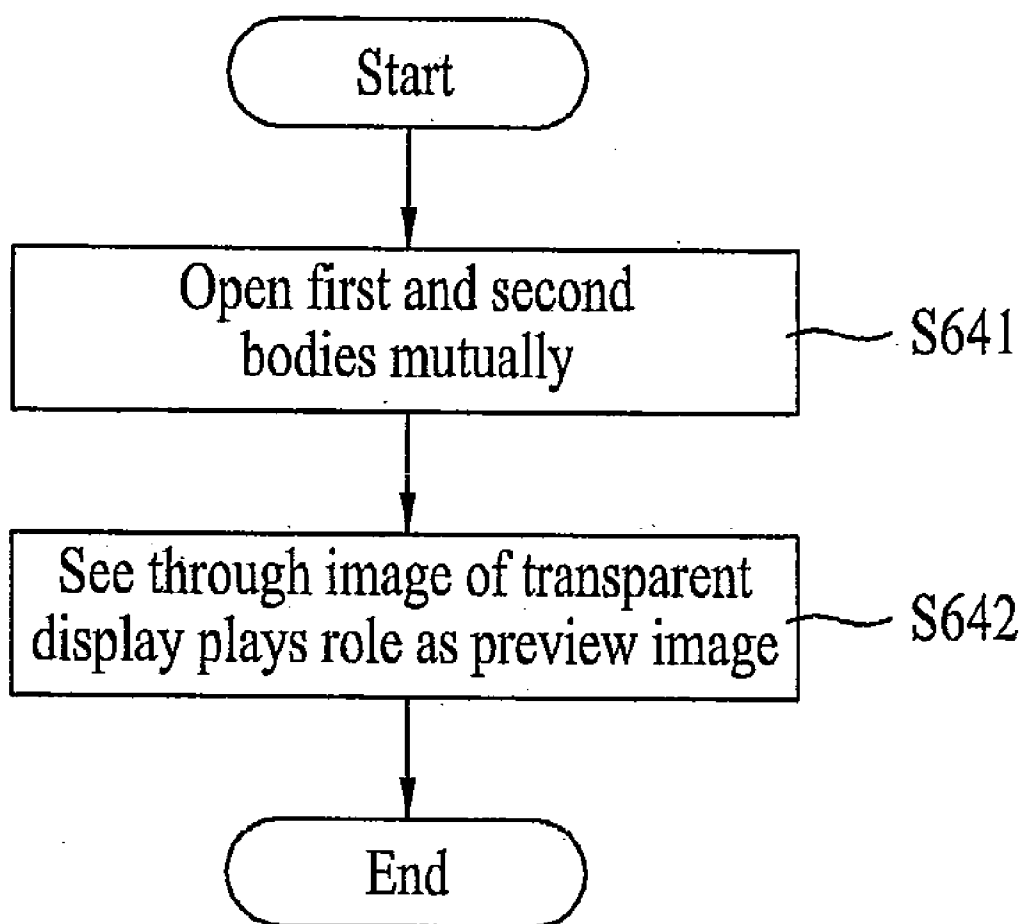 Start
Open first and second
bodies mutually
S641
See through image of transparent
display plays role as preview image
S642
End